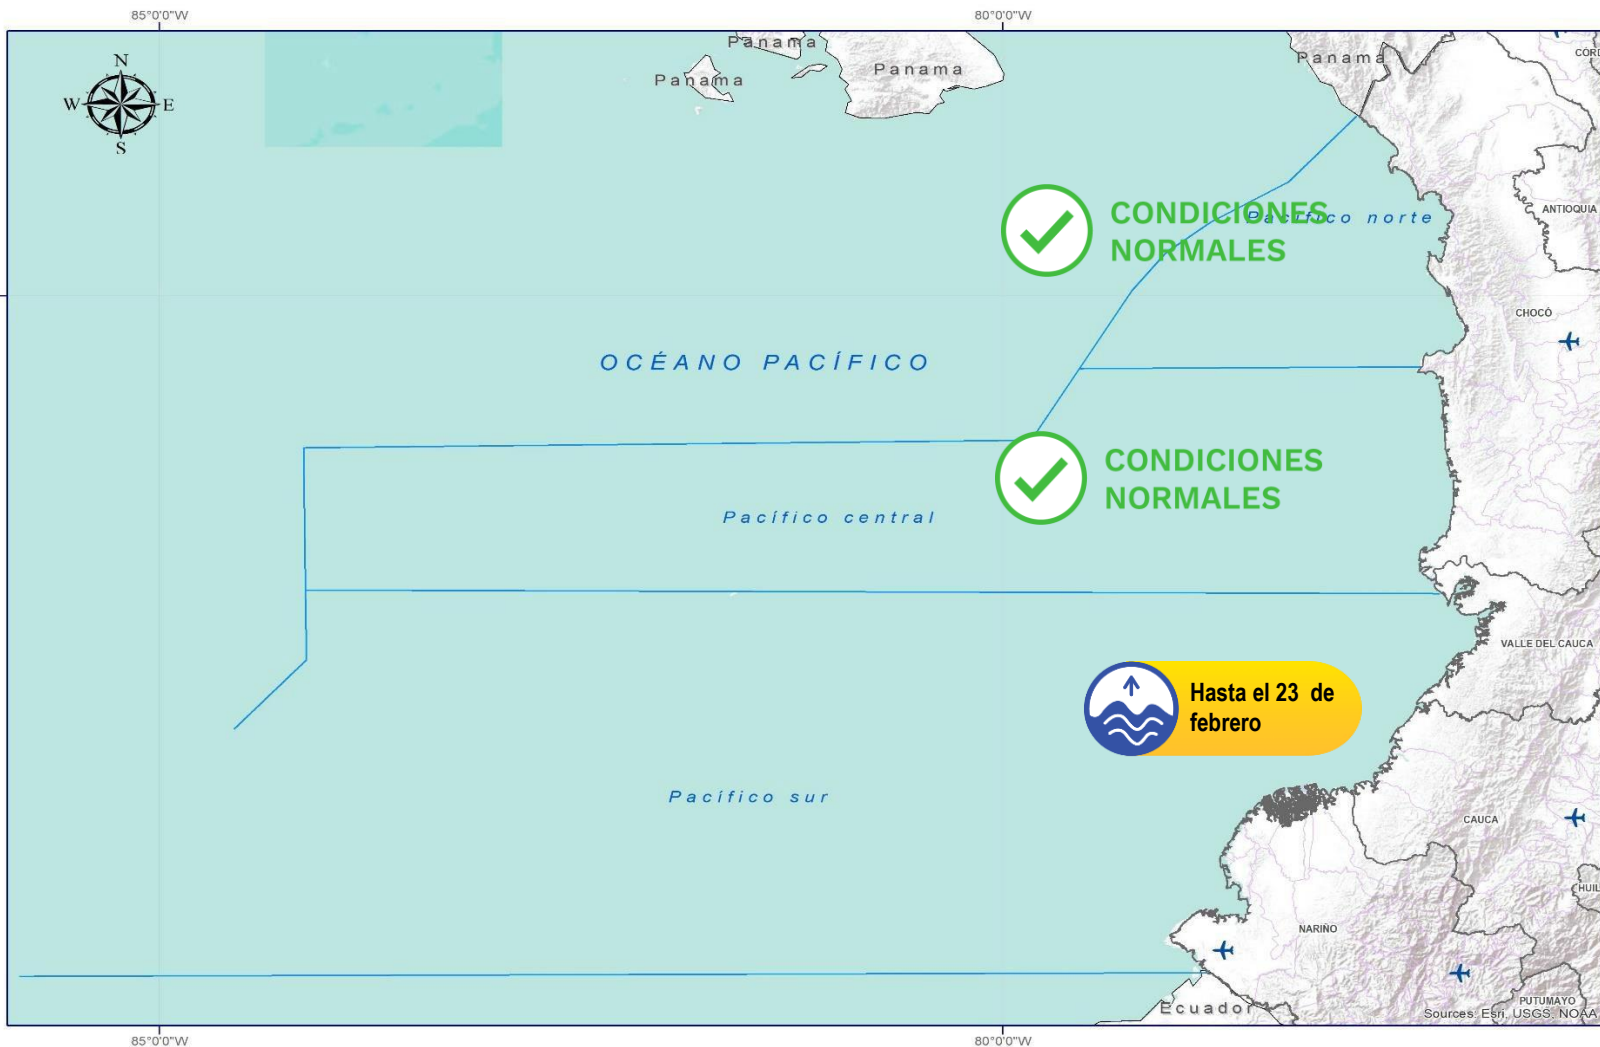 85°0'0"W
80°0'0"W
N
W
E
S
Panama
Panama
Panama
Panama
CÓRD
ANTIOQUIA
CONDICIONES
NORMALES
Pacífico norte
CHOCÓ
OCÉANO PACÍFICO
CONDICIONES
NORMALES
Pacífico central
VALLE DEL CAUCA
Hasta el 23 de
febrero
Pacífico sur
CAUCA
HUIL
NARIÑO
PUTUMAYO
Ecuador
Sources: Esri, USGS, NOAA
85°0'0"W
80°0'0"W